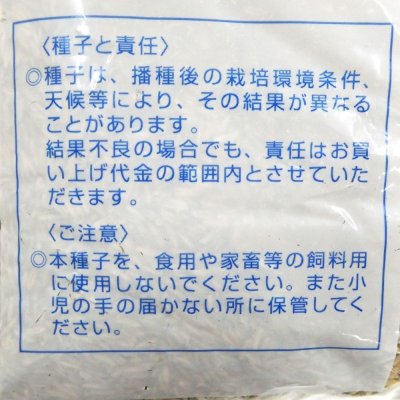 〈種子と責任〉
◎種子は、播種後の栽培環境条件、
天候等により、その結果が異なる
ことがあります。
結果不良の場合でも、責任はお買
い上げ代金の範囲内とさせていた
だきます。
〈ご注意〉
◎本種子を、食用や家畜等の飼料用
に使用しないでください。また小
児の手の届かない所に保管してく
ださい。